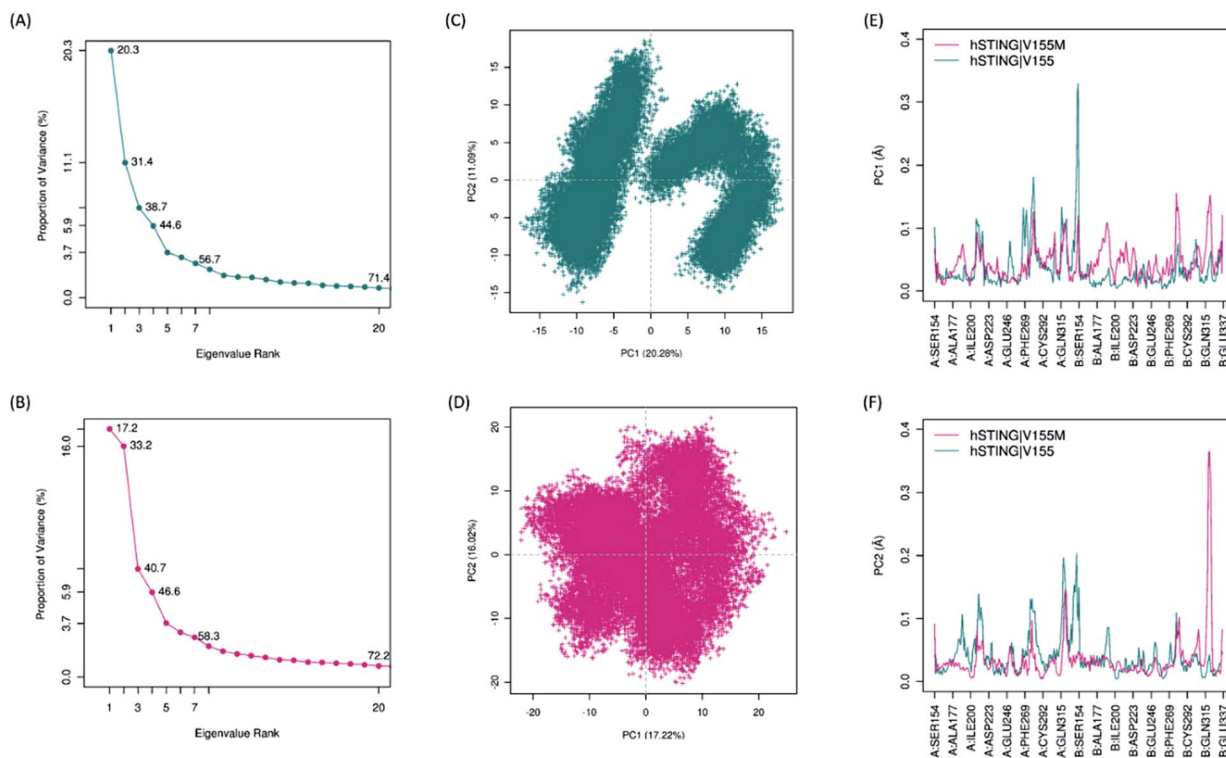 (A)
Proportion of Variance (%)
20.3
11.1
5.9
3.7
0.0
20.3
31.4
38.7
44.6
56.7
71.4
1 3 5 7 20
Eigenvalue Rank
(C)
PC2 (11.09%)
15
10
5
0
-5
-10
-15
-15 -10 -5 0 5 10 15
PC1 (20.28%)
(E)
hSTING|V155M
hSTING|V155
PC1 (Å)
0.4
0.3
0.2
0.1
0.0
A:SER154
A:ALA177
A:ILE200
A:ASP223
A:GLU246
A:PHE269
A:CYS292
A:GLN315
B:SER154
B:ALA177
B:ILE200
B:ASP223
B:GLU246
B:PHE269
B:CYS292
B:GLN315
B:GLU337
(B)
Proportion of Variance (%)
16.0
5.9
3.7
0.0
17.2
33.2
40.7
46.6
58.3
72.2
1 3 5 7 20
Eigenvalue Rank
(D)
PC2 (16.02%)
20
10
0
-10
-20
-20 -10 0 10 20
PC1 (17.22%)
(F)
hSTING|V155M
hSTING|V155
PC2 (Å)
0.4
0.3
0.2
0.1
0.0
A:SER154
A:ALA177
A:ILE200
A:ASP223
A:GLU246
A:PHE269
A:CYS292
A:GLN315
B:SER154
B:ALA177
B:ILE200
B:ASP223
B:GLU246
B:PHE269
B:CYS292
B:GLN315
B:GLU337